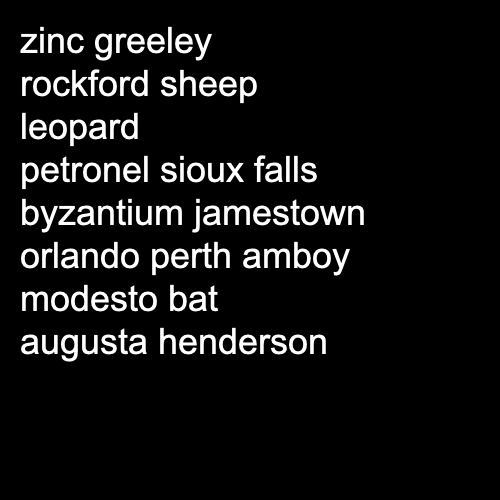 zinc greeley
rockford sheep
leopard
petronel sioux falls
byzantium jamestown
orlando perth amboy
modesto bat
augusta henderson